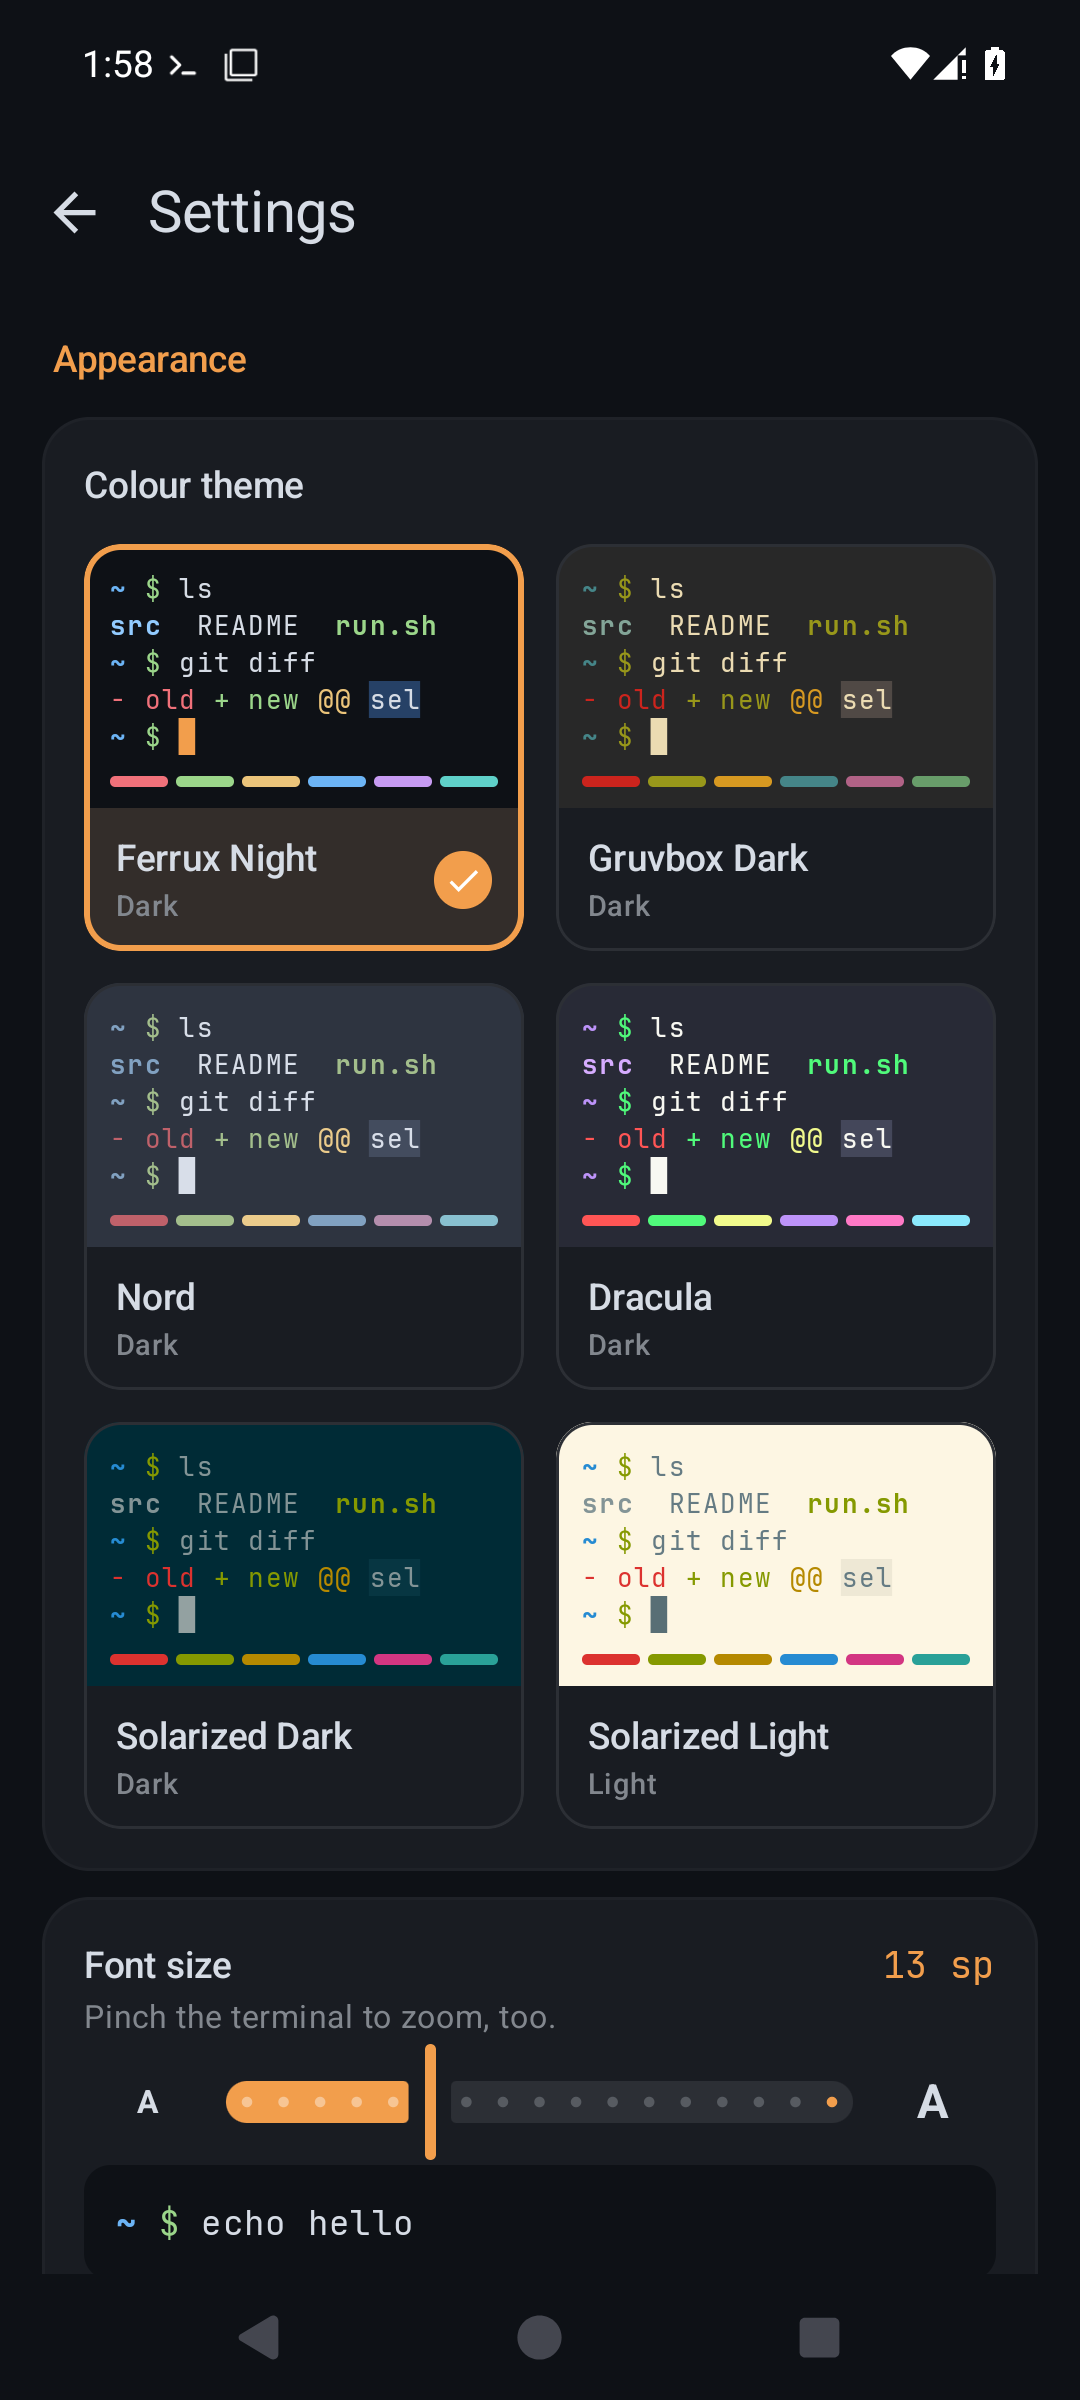 1:58
Settings
Appearance
Colour theme
~ $ ls
src README run.sh
~ $ git diff
- old + new @@ sel
~ $
Ferrux Night
Dark
~ $ ls
src README run.sh
~ $ git diff
- old + new @@ sel
~ $
Gruvbox Dark
Dark
~ $ ls
src README run.sh
~ $ git diff
- old + new @@ sel
~ $
Nord
Dark
~ $ ls
src README run.sh
~ $ git diff
- old + new @@ sel
~ $
Dracula
Dark
~ $ ls
src README run.sh
~ $ git diff
- old + new @@ sel
~ $
Solarized Dark
Dark
~ $ ls
src README run.sh
~ $ git diff
- old + new @@ sel
~ $
Solarized Light
Light
Font size
13 sp
Pinch the terminal to zoom, too.
A
A
~ $ echo hello